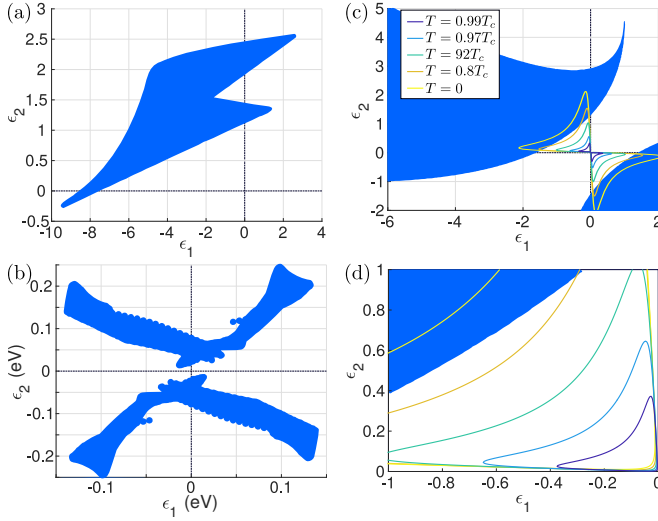 (a)
3
2.5
2
1.5
1
0.5
0
-0.5
ϵ2
-10 -8 -6 -4 -2 0 2 4
ϵ1
(c)
T = 0.99Tc
T = 0.97Tc
T = 92Tc
T = 0.8Tc
T = 0
5
4
3
2
1
0
-1
-2
ϵ2
-6 -4 -2 0 2
ϵ1
(b)
0.2
0.1
0
-0.1
-0.2
ϵ2 (eV)
-0.1 0 0.1
ϵ1 (eV)
(d)
1
0.8
0.6
0.4
0.2
0
ϵ2
-1 -0.8 -0.6 -0.4 -0.2 0
ϵ1